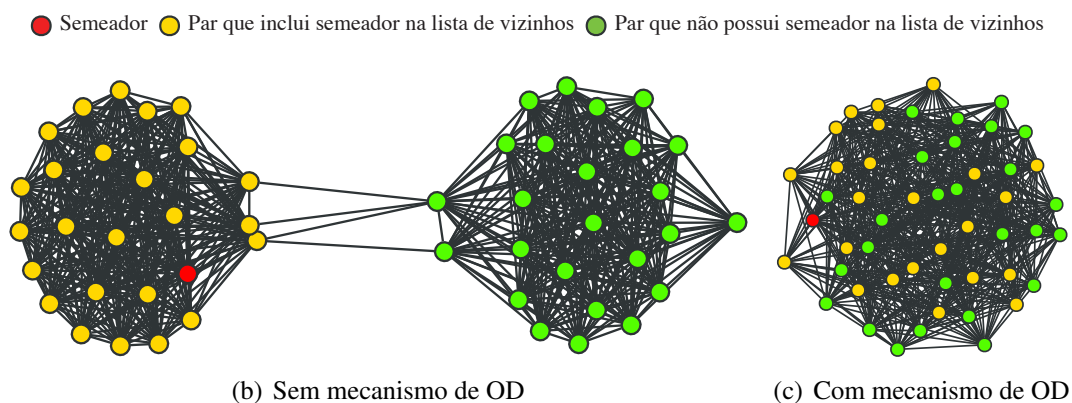 Semeador Par que inclui semeador na lista de vizinhos Par que não possui semeador na lista de vizinhos
(b) Sem mecanismo de OD
(c) Com mecanismo de OD